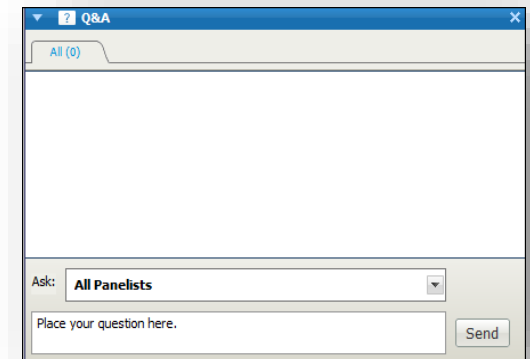 ? Q&A
All (0)
Ask: All Panelists
Place your question here.
Send